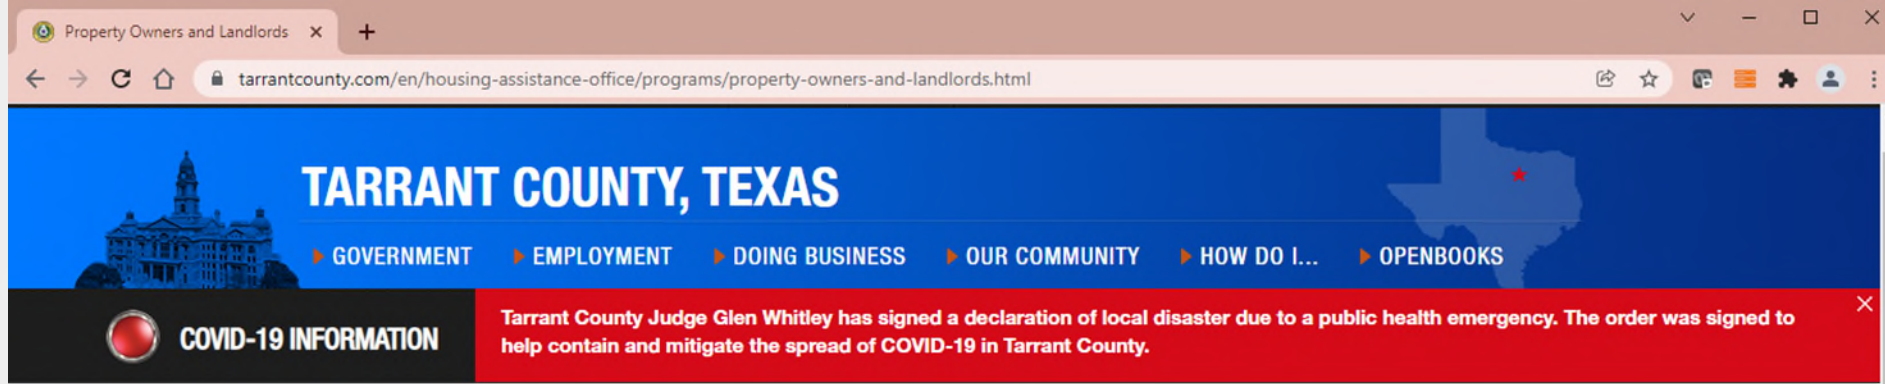 Property Owners and Landlords
tarrantcounty.com/en/housing-assistance-office/programs/property-owners-and-landlords.html
TARRANT COUNTY, TEXAS
GOVERNMENT EMPLOYMENT DOING BUSINESS OUR COMMUNITY HOW DO I... OPENBOOKS
COVID-19 INFORMATION
Tarrant County Judge Glen Whitley has signed a declaration of local disaster due to a public health emergency. The order was signed to
help contain and mitigate the spread of COVID-19 in Tarrant County.